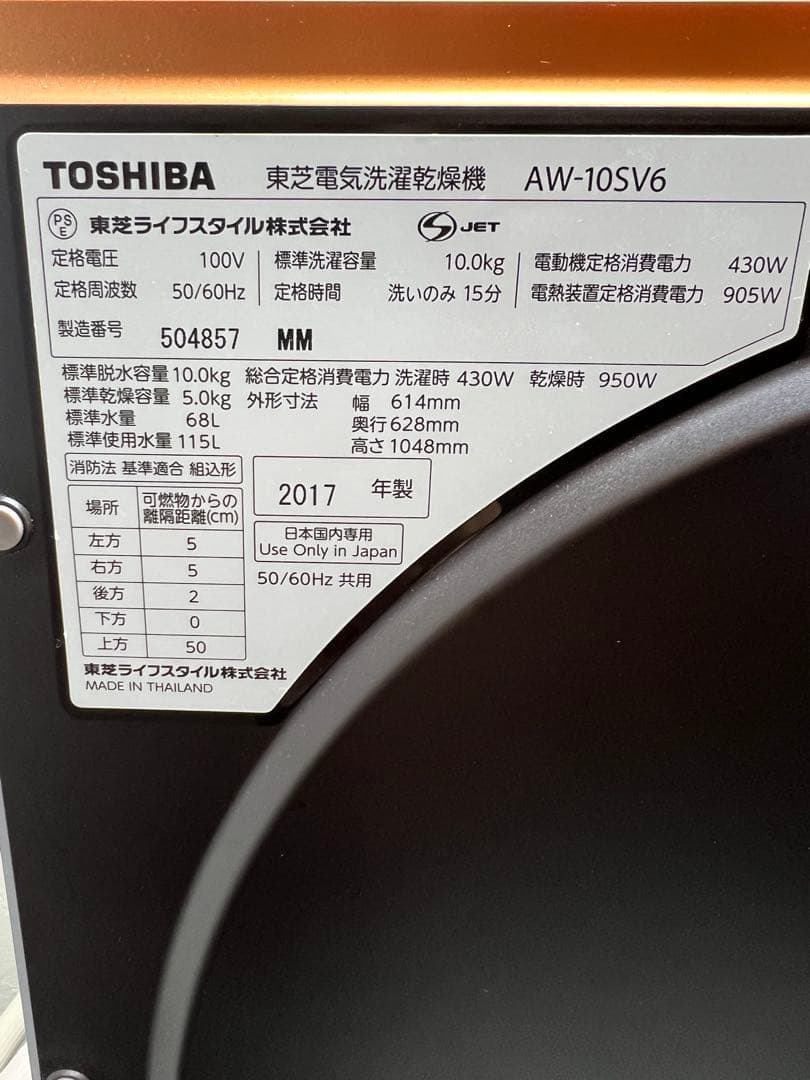 TOSHIBA 東芝電気洗濯乾燥機 AW-10SV6
PS E 東芝ライフスタイル株式会社 S JET
定格電圧 100V 標準洗濯容量 10.0kg 電動機定格消費電力 430W
定格周波数 50/60Hz 定格時間 洗いのみ 15分 電熱装置定格消費電力 905W
製造番号 504857 MM
標準脱水容量 10.0kg 総合定格消費電力 洗濯時 430W 乾燥時 950W
標準乾燥容量 5.0kg 外形寸法 幅 614mm
標準水量 68L 奥行 628mm
標準使用水量 115L 高さ 1048mm
消防法 基準適合 組込形
2017 年製
場所 可燃物からの離隔距離(cm)
左方 5
右方 5
後方 2
下方 0
上方 50
日本国内専用
Use Only in Japan
50/60Hz 共用
東芝ライフスタイル株式会社
MADE IN THAILAND